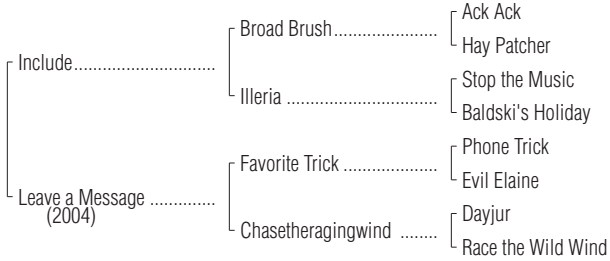 Ack Ack
Broad Brush....................
Hay Patcher
Include.............................
Stop the Music
Illeria .............................
Baldski's Holiday
Phone Trick
Favorite Trick ..................
Evil Elaine
Leave a Message .............
(2004)
Dayjur
Chasetheragingwind ........
Race the Wild Wind